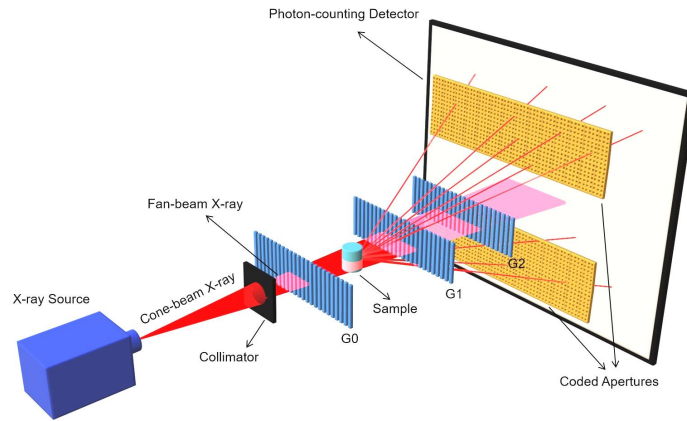 Photon-counting Detector
Fan-beam X-ray
X-ray Source
Cone-beam X-ray
G2
G1
Sample
G0
Collimator
Coded Apertures